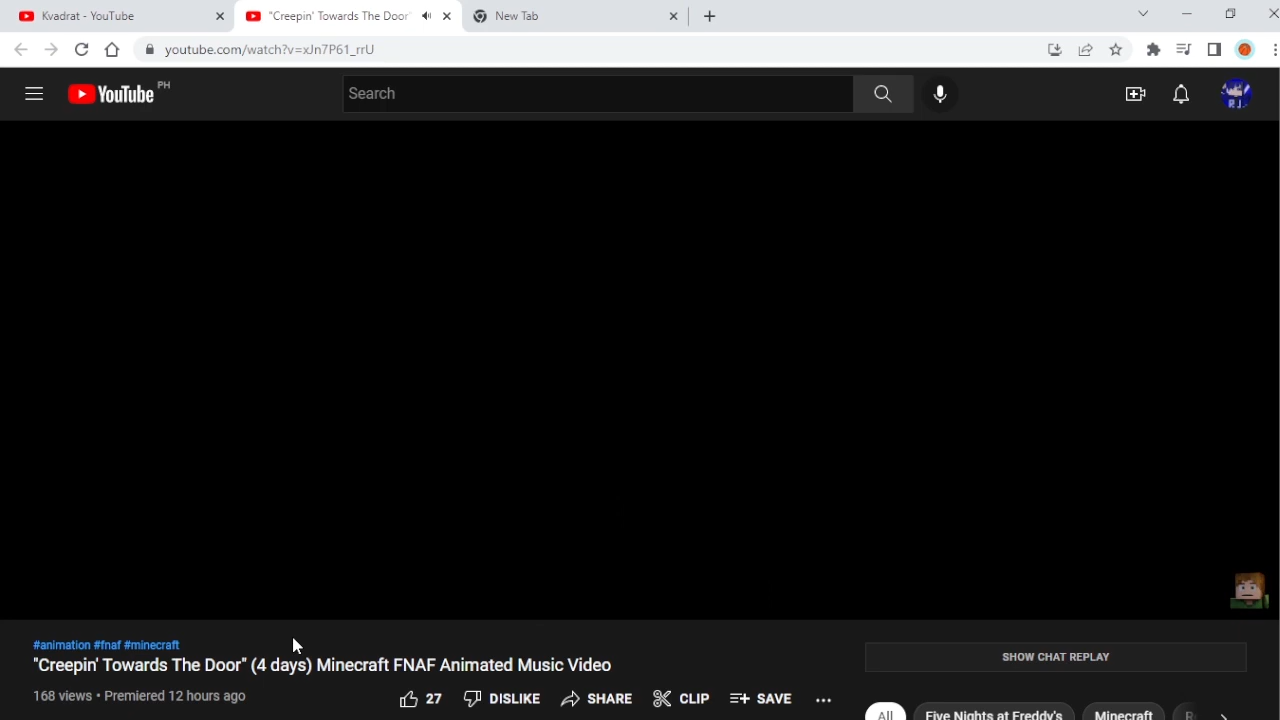 Kvadrat - YouTube
"Creepin' Towards The Door"
New Tab
youtube.com/watch?v=xJn7P61_rrU
YouTube PH
Search
R.J.
#animation #fnaf #minecraft
"Creepin' Towards The Door" (4 days) Minecraft FNAF Animated Music Video
168 views • Premiered 12 hours ago
27 DISLIKE SHARE CLIP SAVE
SHOW CHAT REPLAY
All Five Nights at Freddy's Minecraft